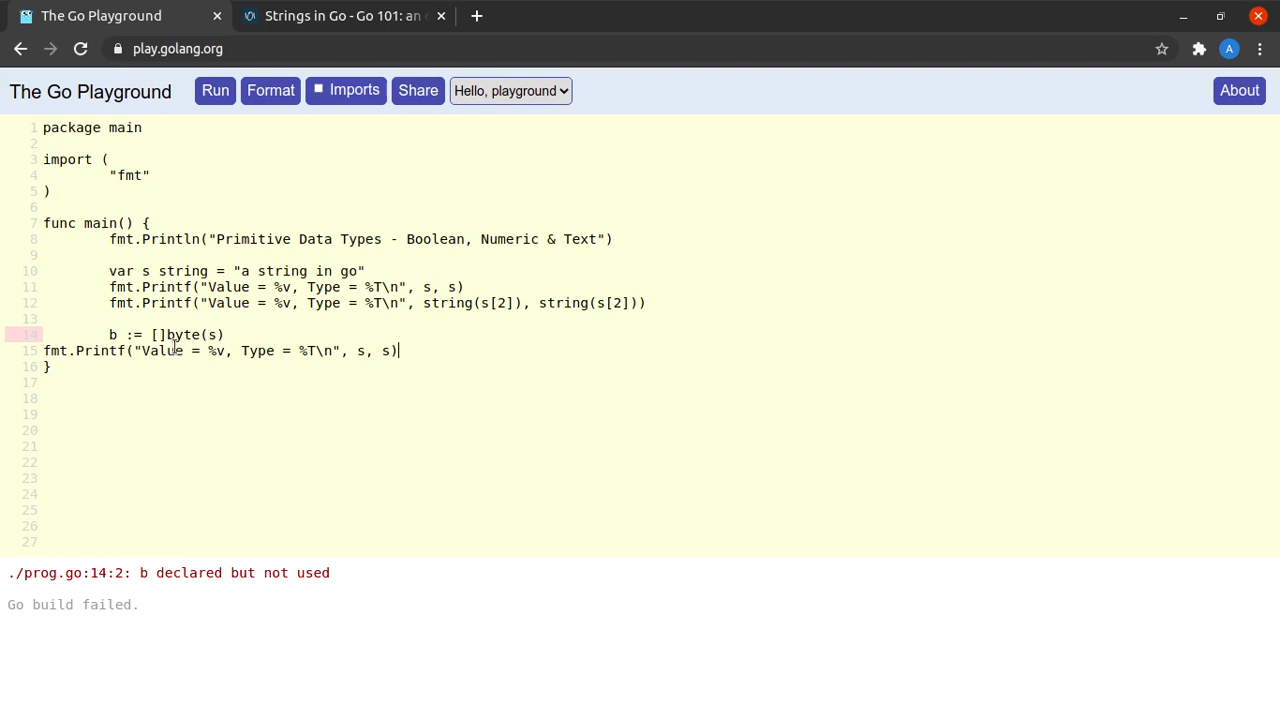 The Go Playground
Strings in Go - Go 101: an
play.golang.org
A
The Go Playground
Run
Format
Imports
Share
Hello, playground
About
1 package main
2
3 import (
4 "fmt"
5 )
6
7 func main() {
8 fmt.Println("Primitive Data Types - Boolean, Numeric & Text")
9
10 var s string = "a string in go"
11 fmt.Printf("Value = %v, Type = %T\n", s, s)
12 fmt.Printf("Value = %v, Type = %T\n", string(s[2]), string(s[2]))
13
14 b := []byte(s)
15 fmt.Printf("Value = %v, Type = %T\n", s, s)
16 }
17
18
19
20
21
22
23
24
25
26
27
./prog.go:14:2: b declared but not used
Go build failed.